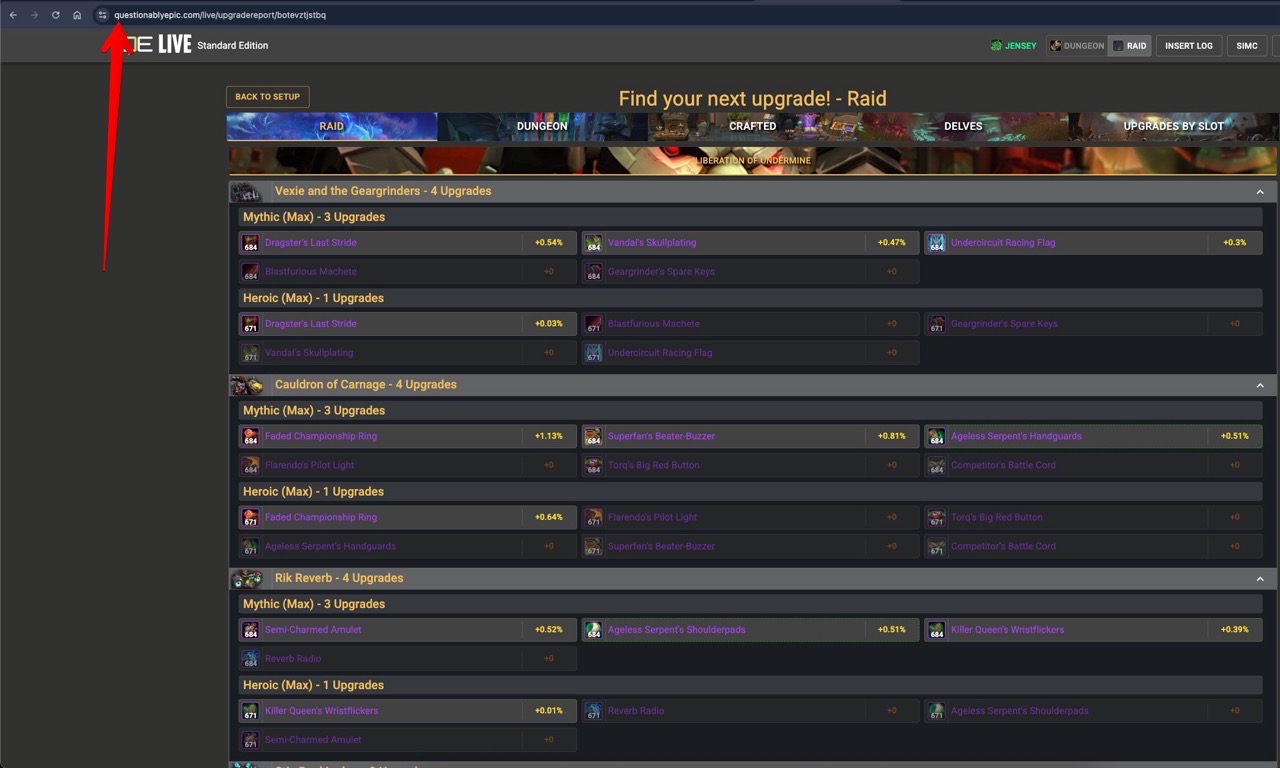 questionablyepic.com/live/upgradereport/botevztjstbq
QE LIVE Standard Edition JENSEY DUNGEON RAID INSERT LOG SIMC
BACK TO SETUP
Find your next upgrade! - Raid
RAID DUNGEON CRAFTED DELVES UPGRADES BY SLOT
LIBERATION OF UNDERMINE
Vexie and the Geargrinders - 4 Upgrades
Mythic (Max) - 3 Upgrades
684 Dragster's Last Stride +0.54% 684 Vandal's Skullplating +0.47% 684 Undercircuit Racing Flag +0.3%
684 Blastfurious Machete +0 684 Geargrinder's Spare Keys +0
Heroic (Max) - 1 Upgrades
671 Dragster's Last Stride +0.03% 671 Blastfurious Machete +0 671 Geargrinder's Spare Keys +0
671 Vandal's Skullplating +0 671 Undercircuit Racing Flag +0
Cauldron of Carnage - 4 Upgrades
Mythic (Max) - 3 Upgrades
684 Faded Championship Ring +1.13% 684 Superfan's Beater-Buzzer +0.81% 684 Ageless Serpent's Handguards +0.51%
684 Flarendo's Pilot Light +0 684 Torq's Big Red Button +0 684 Competitor's Battle Cord +0
Heroic (Max) - 1 Upgrades
671 Faded Championship Ring +0.64% 671 Flarendo's Pilot Light +0 671 Torq's Big Red Button +0
671 Ageless Serpent's Handguards +0 671 Superfan's Beater-Buzzer +0 671 Competitor's Battle Cord +0
Rik Reverb - 4 Upgrades
Mythic (Max) - 3 Upgrades
684 Semi-Charmed Amulet +0.52% 684 Ageless Serpent's Shoulderpads +0.51% 684 Killer Queen's Wristflickers +0.39%
684 Reverb Radio +0
Heroic (Max) - 1 Upgrades
671 Killer Queen's Wristflickers +0.01% 671 Reverb Radio +0 671 Ageless Serpent's Shoulderpads +0
671 Semi-Charmed Amulet +0